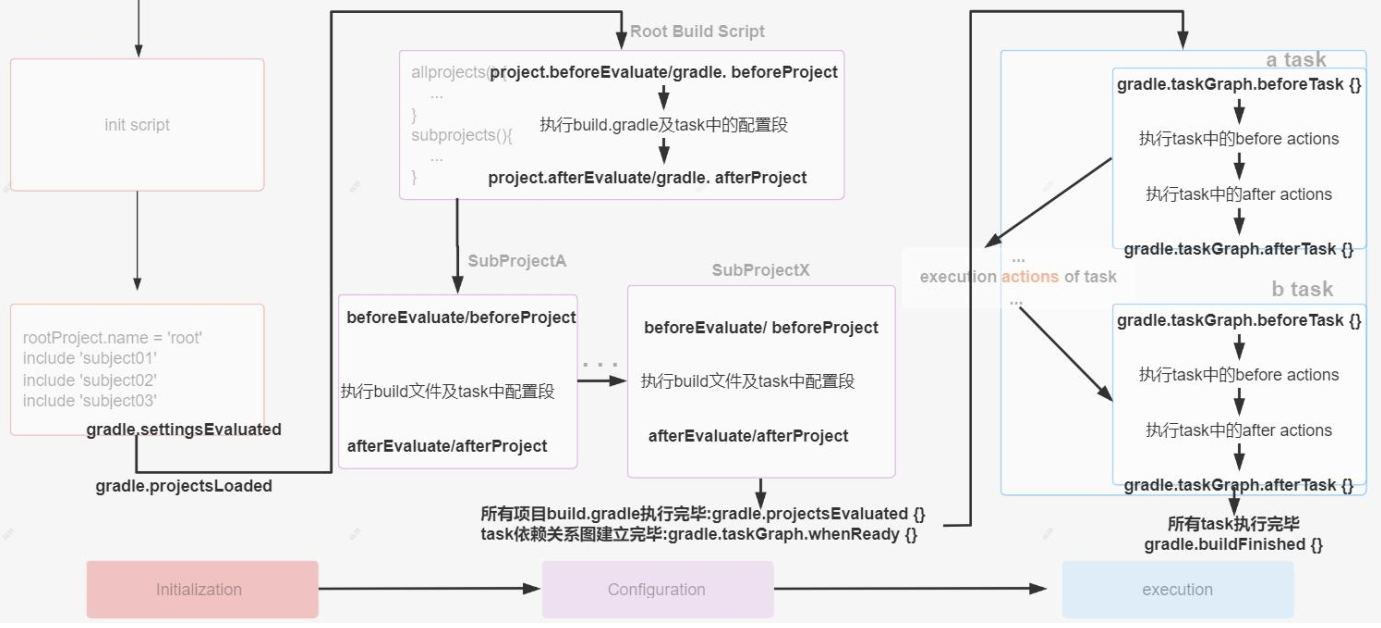 init script
rootProject.name = 'root'
include 'subject01'
include 'subject02'
include 'subject03'
gradle.settingsEvaluated
gradle.projectsLoaded
Root Build Script
allprojects(){
project.beforeEvaluate/gradle. beforeProject
...
}
执行build.gradle及task中的配置段
subprojects(){
...
}
project.afterEvaluate/gradle. afterProject
SubProjectA
beforeEvaluate/beforeProject
执行build文件及task中配置段
afterEvaluate/afterProject
...
SubProjectX
beforeEvaluate/ beforeProject
执行build文件及task中配置段
afterEvaluate/afterProject
所有项目build.gradle执行完毕:gradle.projectsEvaluated {}
task依赖关系图建立完毕:gradle.taskGraph.whenReady {}
a task
gradle.taskGraph.beforeTask {}
执行task中的before actions
执行task中的after actions
gradle.taskGraph.afterTask {}
...
execution actions of task
...
b task
gradle.taskGraph.beforeTask {}
执行task中的before actions
执行task中的after actions
gradle.taskGraph.afterTask {}
所有task执行完毕
gradle.buildFinished {}
Initialization
Configuration
execution